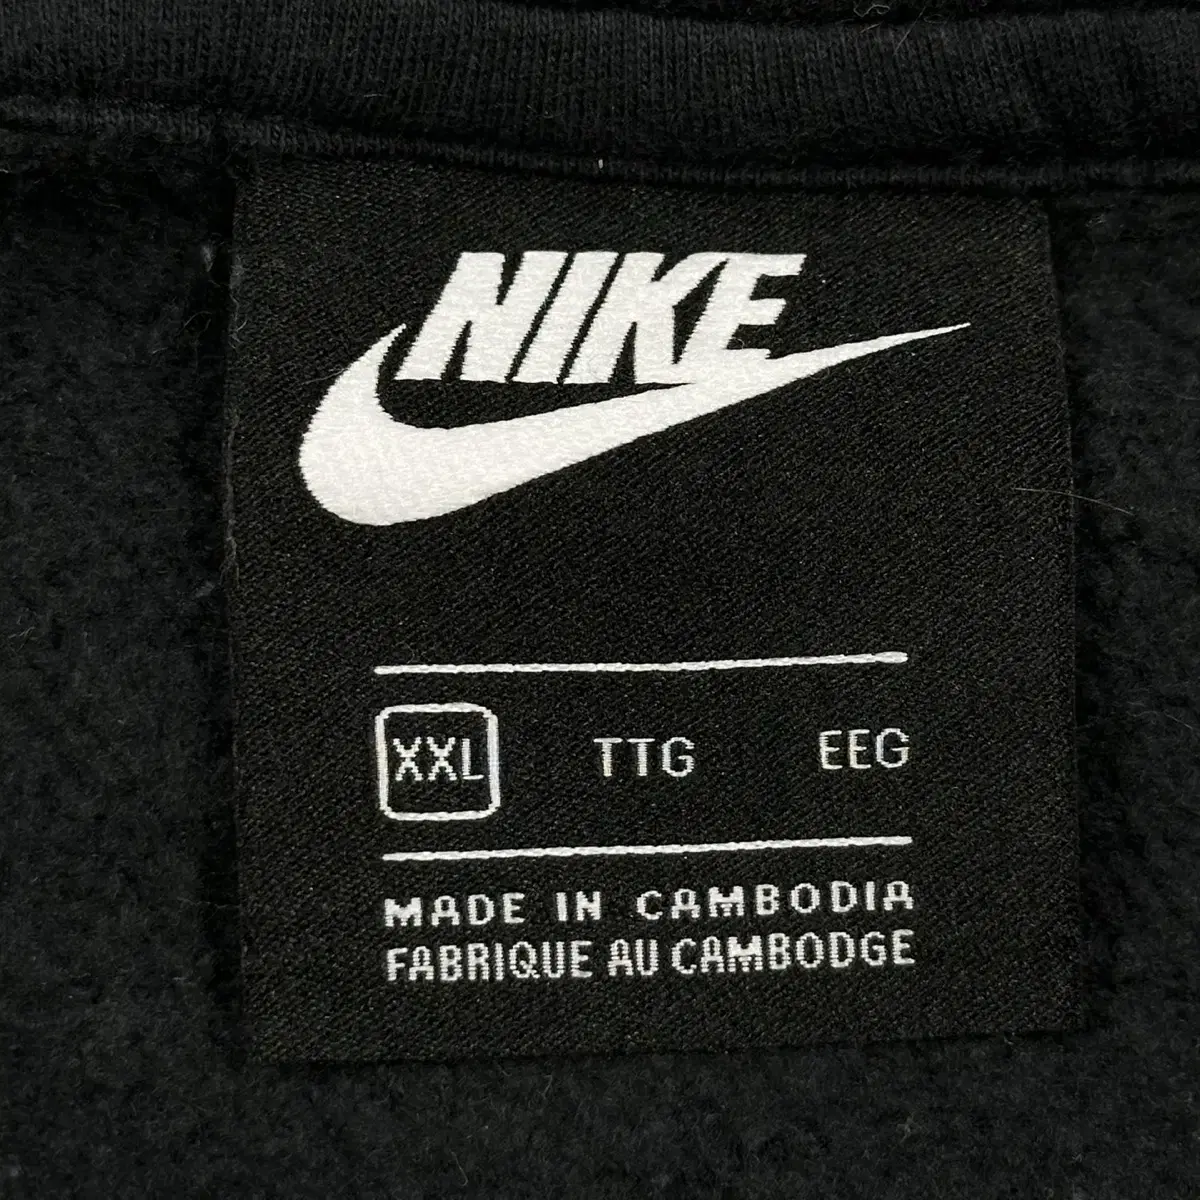 NIKE
XXL TTG EEG
MADE IN CAMBODIA
FABRIQUE AU CAMBODGE